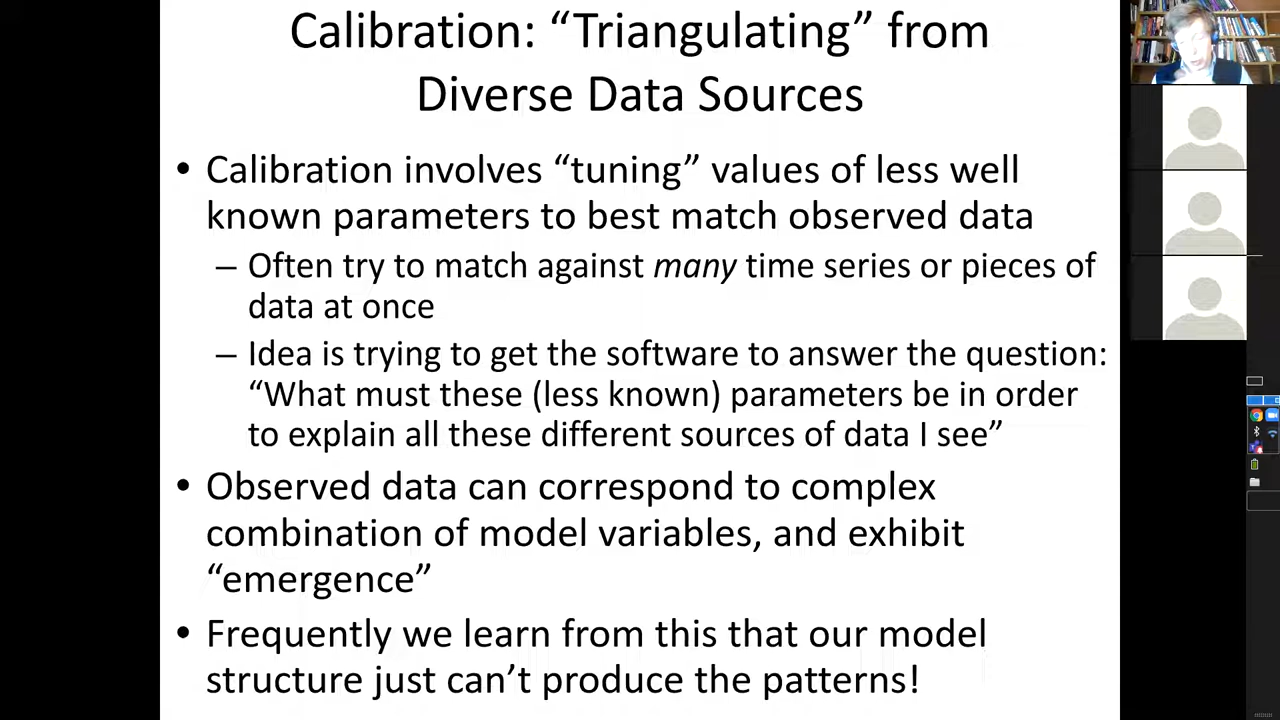 Calibration: “Triangulating” from
Diverse Data Sources
• Calibration involves “tuning” values of less well
known parameters to best match observed data
– Often try to match against many time series or pieces of
data at once
– Idea is trying to get the software to answer the question:
“What must these (less known) parameters be in order
to explain all these different sources of data I see”
• Observed data can correspond to complex
combination of model variables, and exhibit
“emergence”
• Frequently we learn from this that our model
structure just can’t produce the patterns!